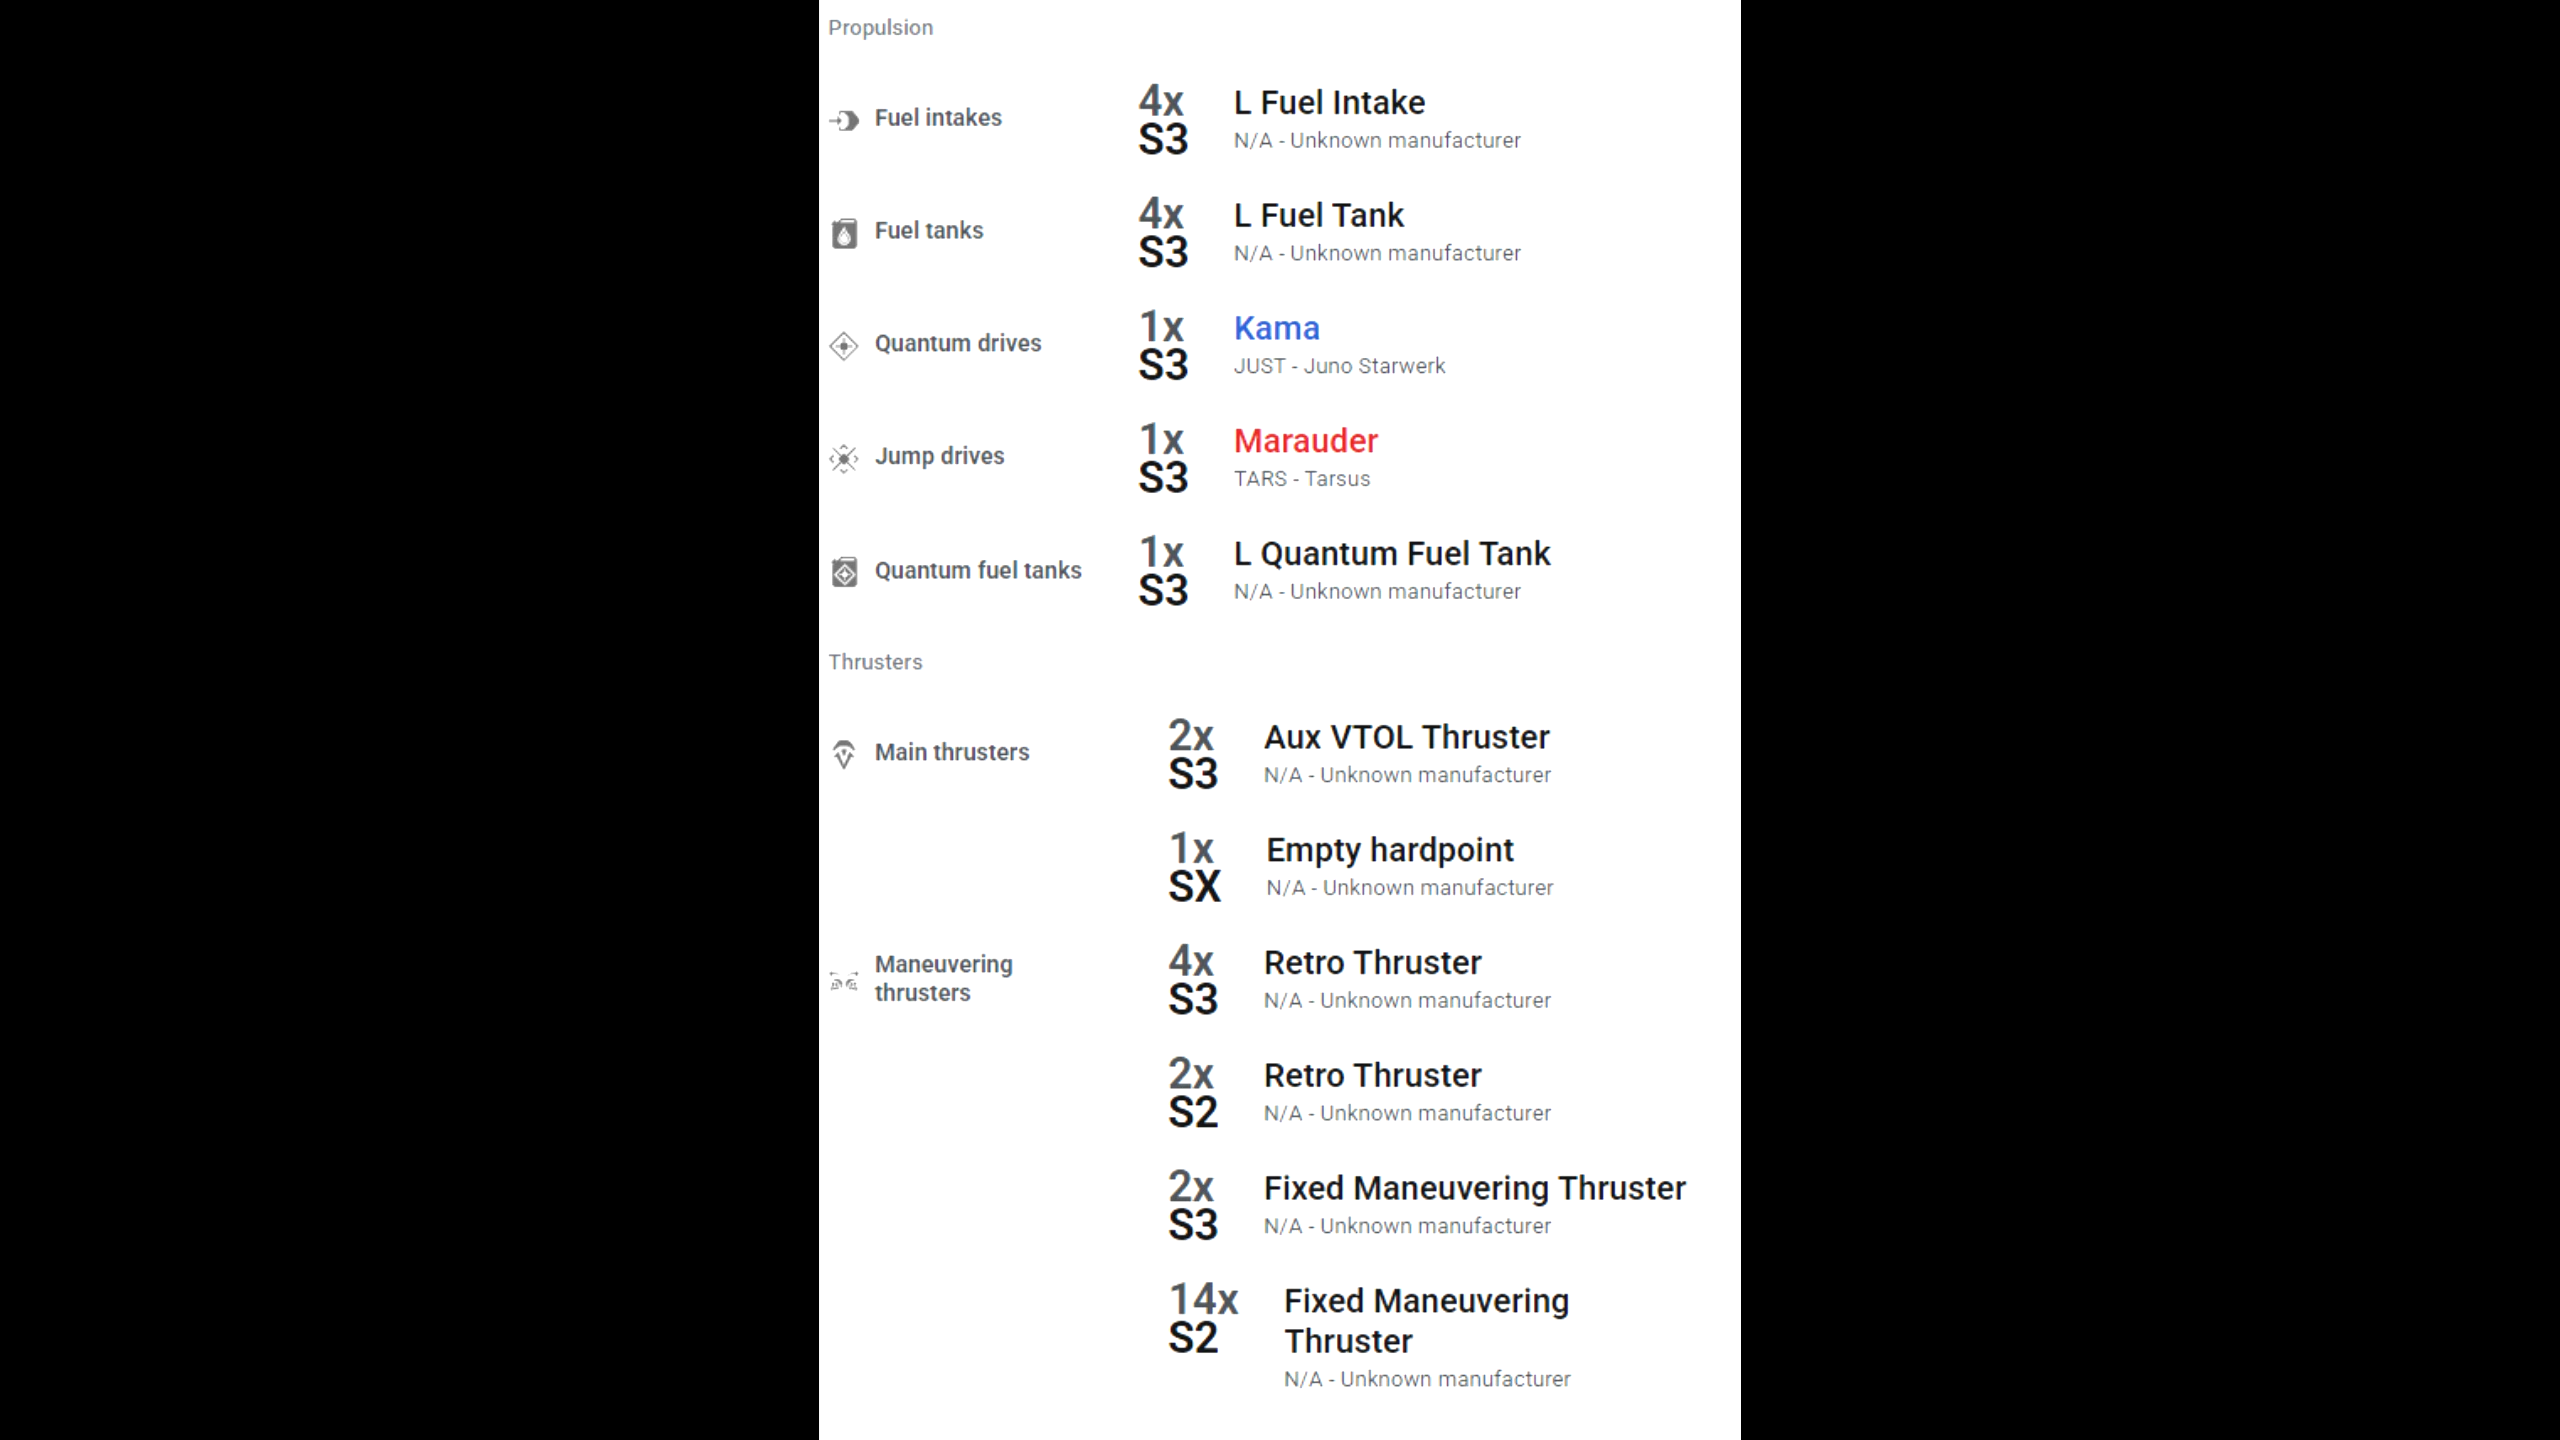 Propulsion
Fuel intakes
4x
S3
L Fuel Intake
N/A - Unknown manufacturer
Fuel tanks
4x
S3
L Fuel Tank
N/A - Unknown manufacturer
Quantum drives
1x
S3
Kama
JUST - Juno Starwerk
Jump drives
1x
S3
Marauder
TARS - Tarsus
Quantum fuel tanks
1x
S3
L Quantum Fuel Tank
N/A - Unknown manufacturer
Thrusters
Main thrusters
2x
S3
Aux VTOL Thruster
N/A - Unknown manufacturer
1x
SX
Empty hardpoint
N/A - Unknown manufacturer
Maneuvering
thrusters
4x
S3
Retro Thruster
N/A - Unknown manufacturer
2x
S2
Retro Thruster
N/A - Unknown manufacturer
2x
S3
Fixed Maneuvering Thruster
N/A - Unknown manufacturer
14x
S2
Fixed Maneuvering
Thruster
N/A - Unknown manufacturer